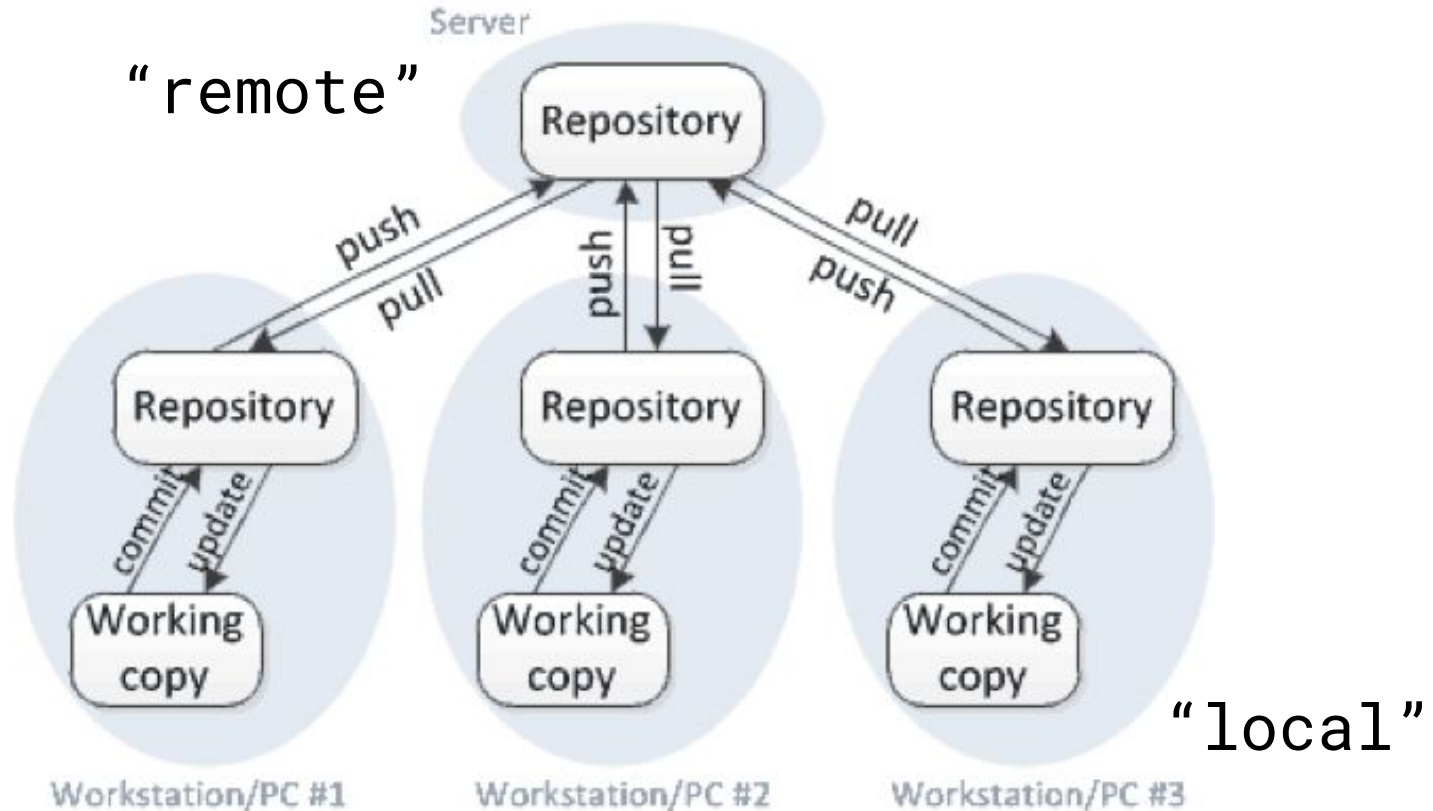 Server
“remote”
Repository
push
pull
push
pull
pull
push
Repository
Repository
Repository
commit
update
commit
update
commit
update
Working
copy
Working
copy
Working
copy
“local”
Workstation/PC #1
Workstation/PC #2
Workstation/PC #3